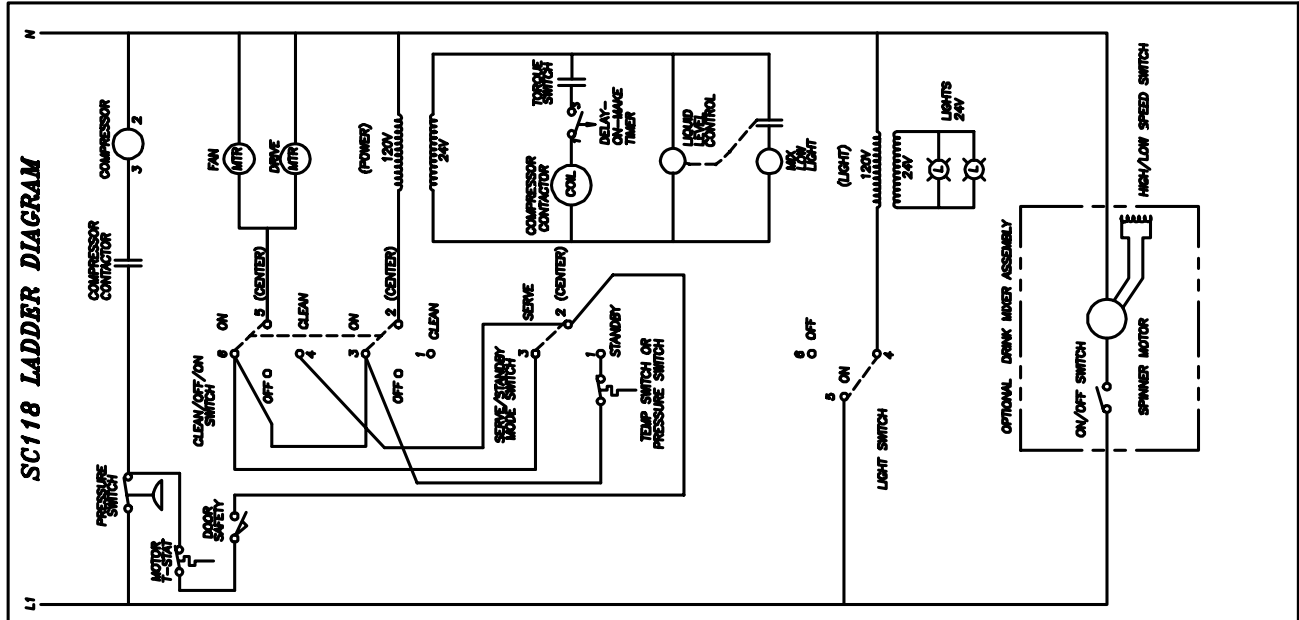 SC118 LADDER DIAGRAM
L1
N
PRESSURE
SWITCH
COMPRESSOR
CONTACTOR
3
COMPRESSOR
2
MOTOR
T-STAT
DOOR
SAFETY
CLEAN/OFF/ON
SWITCH
6
ON
5 (CENTER)
OFF
4
CLEAN
3
ON
2 (CENTER)
OFF
1
CLEAN
FAN
MTR
DRIVE
MTR
(POWER)
120V
24V
SERVE/STANDBY
MODE SWITCH
3
SERVE
2 (CENTER)
1
STANDBY
TEMP SWITCH OR
PRESSURE SWITCH
COMPRESSOR
CONTACTOR
COIL
1
3
DELAY-
ON-MAKE
TIMER
TORQUE
SWITCH
LIQUID
LEVEL
CONTROL
MIX
LOW
LIGHT
LIGHT SWITCH
5
ON
6
OFF
4
(LIGHT)
120V
24V
L
L
LIGHTS
24V
OPTIONAL DRINK MIXER ASSEMBLY
ON/OFF SWITCH
SPINNER MOTOR
HIGH/LOW SPEED SWITCH